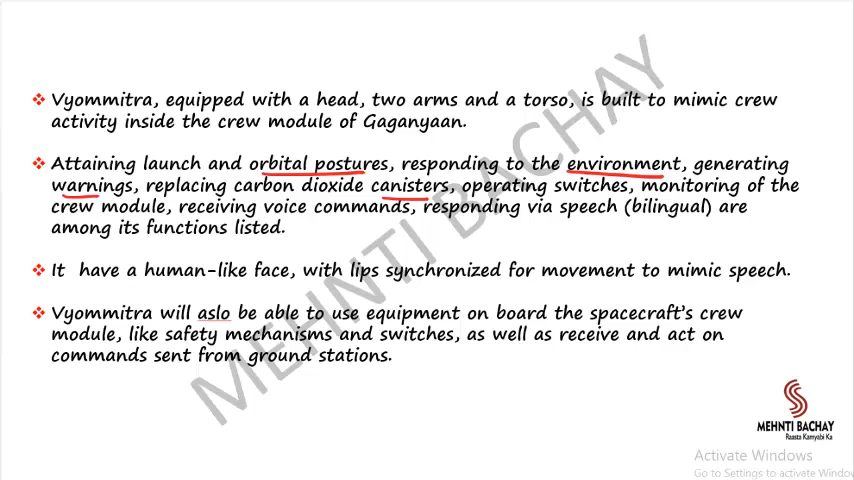 Vyommitra, equipped with a head, two arms and a torso, is built to mimic crew
activity inside the crew module of Gaganyaan.
Attaining launch and orbital postures, responding to the environment, generating
warnings, replacing carbon dioxide canisters, operating switches, monitoring of the
crew module, receiving voice commands, responding via speech (bilingual) are
among its functions listed.
It have a human-like face, with lips synchronized for movement to mimic speech.
Vyommitra will aslo be able to use equipment on board the spacecraft's crew
module, like safety mechanisms and switches, as well as receive and act on
commands sent from ground stations.
MEHNTI BACHAY
MEHNTI BACHAY
Raasta Kamyabi Ka
Activate Windows
Go to Settings to activate Window